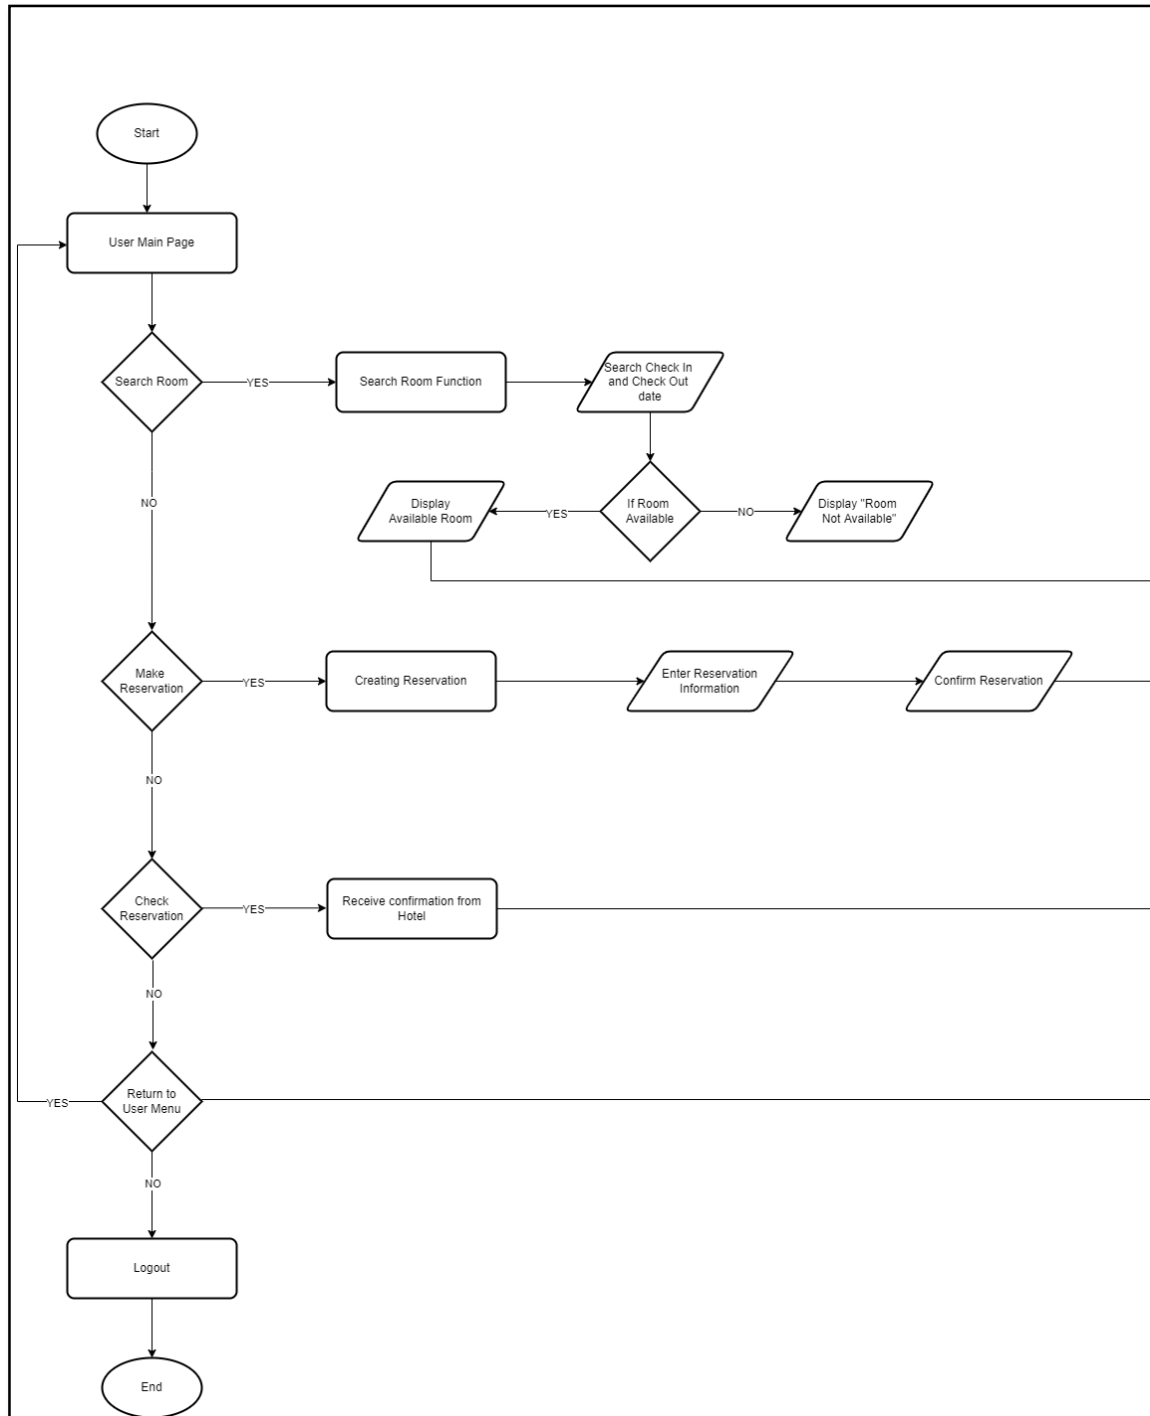 Start
User Main Page
Search Room
YES
Search Room Function
Search Check In
and Check Out
date
NO
Display
Available Room
YES
If Room
Available
NO
Display "Room
Not Available"
Make
Reservation
YES
Creating Reservation
Enter Reservation
Information
Confirm Reservation
NO
Check
Reservation
YES
Receive confirmation from
Hotel
NO
Return to
User Menu
YES
NO
Logout
End